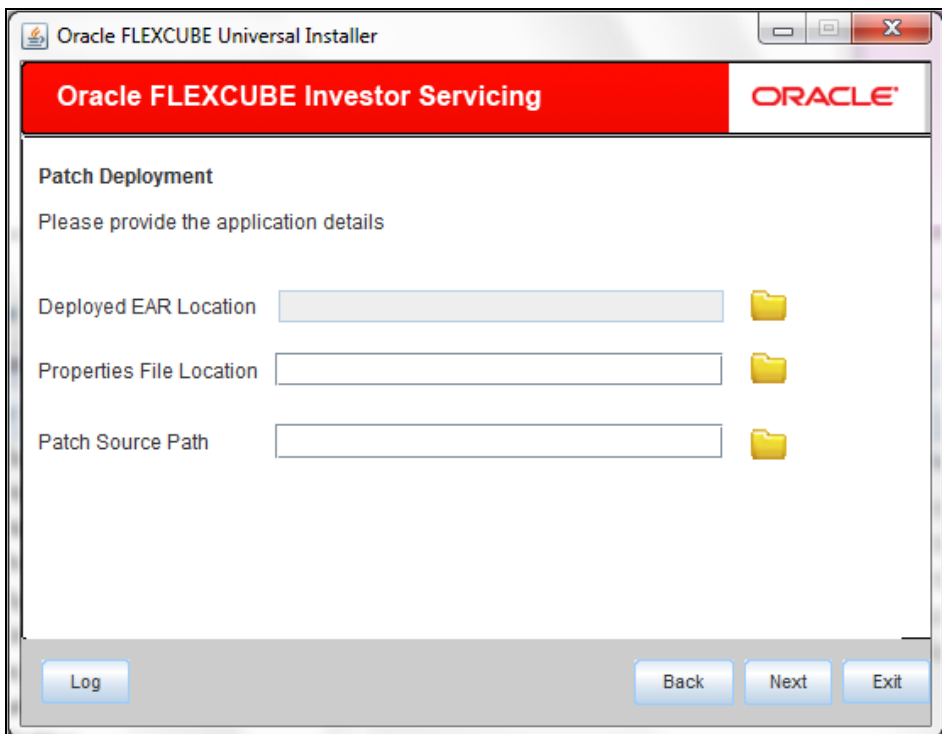 Oracle FLEXCUBE Universal Installer
Oracle FLEXCUBE Investor Servicing
ORACLE
Patch Deployment
Please provide the application details
Deployed EAR Location
Properties File Location
Patch Source Path
Log
Back
Next
Exit